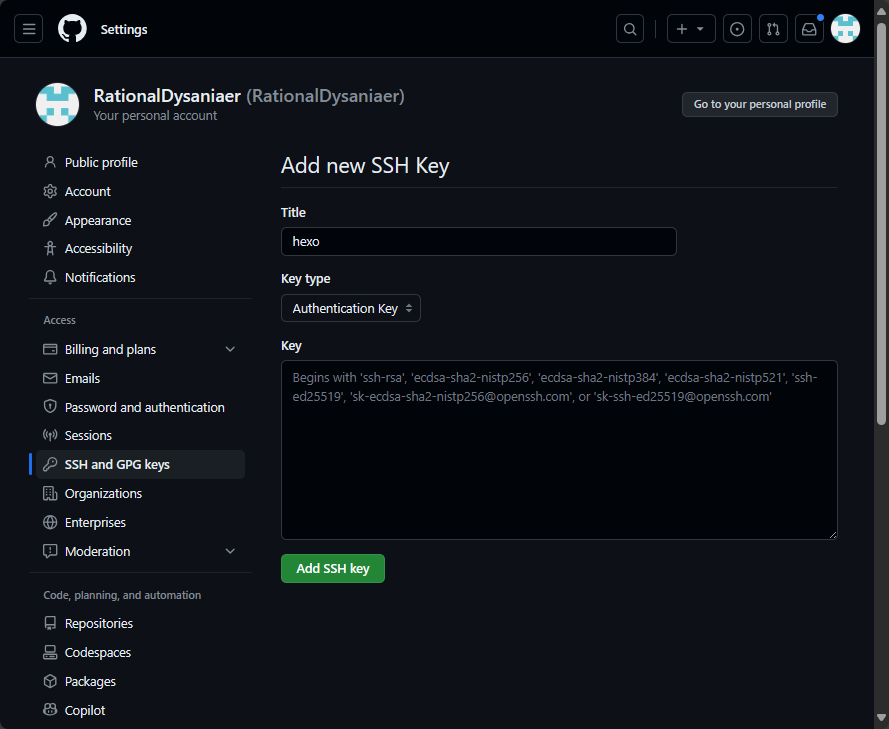 Settings
RationalDysaniaer (RationalDysaniaer)
Your personal account
Go to your personal profile
Public profile
Account
Appearance
Accessibility
Notifications
Access
Billing and plans
Emails
Password and authentication
Sessions
SSH and GPG keys
Organizations
Enterprises
Moderation
Code, planning, and automation
Repositories
Codespaces
Packages
Copilot
Add new SSH Key
Title
hexo
Key type
Authentication Key
Key
Begins with 'ssh-rsa', 'ecdsa-sha2-nistp256', 'ecdsa-sha2-nistp384', 'ecdsa-sha2-nistp521', 'ssh-
ed25519', 'sk-ecdsa-sha2-nistp256@openssh.com', or 'sk-ssh-ed25519@openssh.com'
Add SSH key